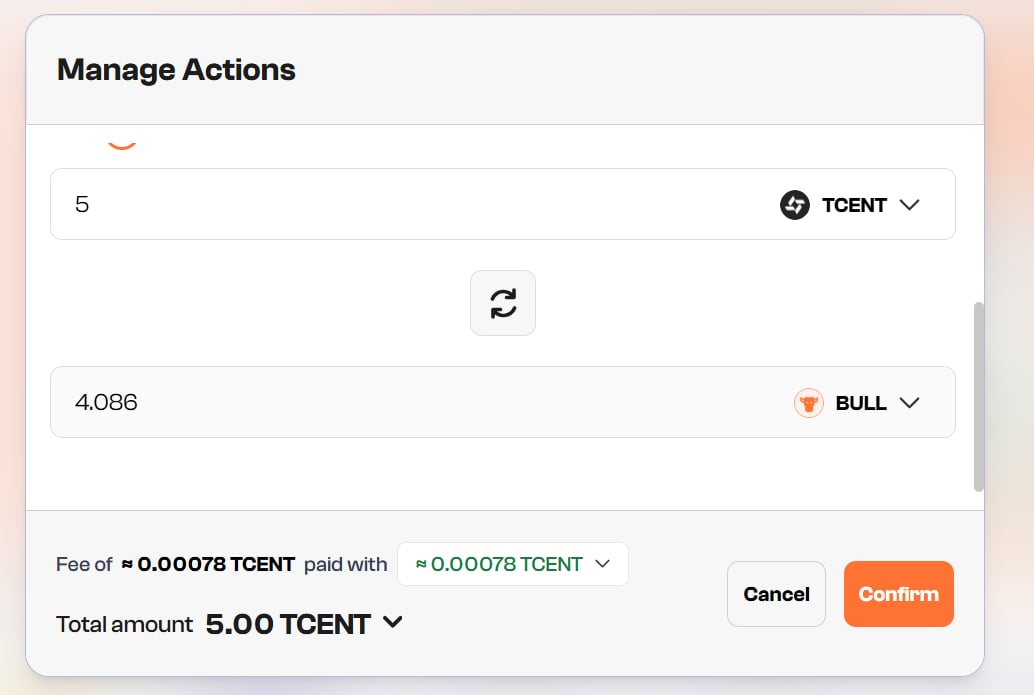 Manage Actions
5 TCENT
4.086 BULL
Fee of ≈ 0.00078 TCENT paid with ≈ 0.00078 TCENT
Total amount 5.00 TCENT
Cancel Confirm